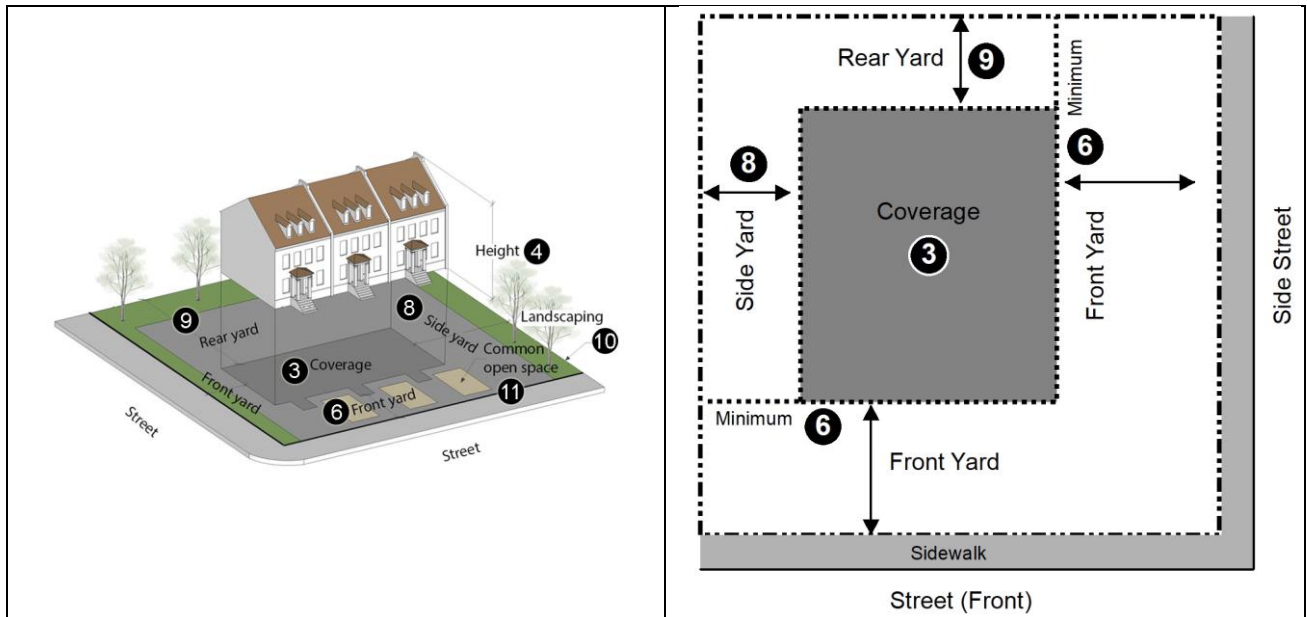 Height 4
8
Landscaping
9
Side yard
10
Rear yard
Common
open space
3 Coverage
11
Front yard
6 Front yard
Street
Street
Rear Yard 9
Minimum
6
8
Coverage
3
Side Yard
Front Yard
Side Street
Minimum 6
Front Yard
Sidewalk
Street (Front)